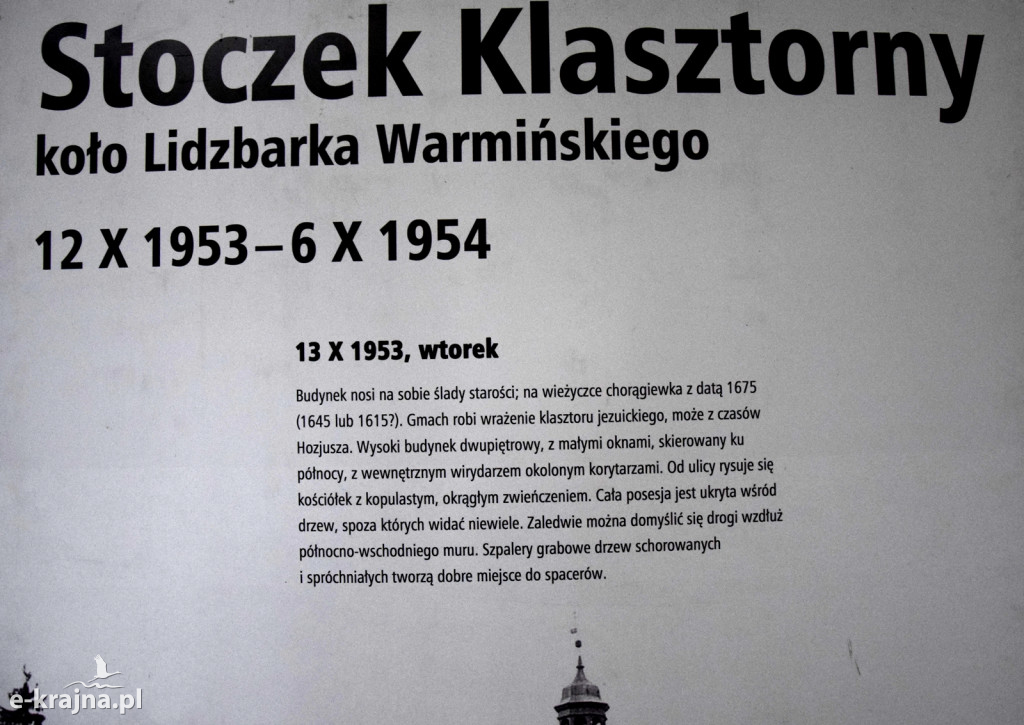 Stoczek Klasztorny
koło Lidzbarka Warmińskiego
12 X 1953 – 6 X 1954
13 X 1953, wtorek
Budynek nosi na sobie ślady starości; na wieżyczce chorągiewka z datą 1675
(1645 lub 1615?). Gmach robi wrażenie klasztoru jezuickiego, może z czasów
Hozjusza. Wysoki budynek dwupiętrowy, z małymi oknami, skierowany ku
północy, z wewnętrznym wirydarzem okolonym korytarzami. Od ulicy rysuje się
kościółek z kopulastym, okrągłym zwieńczeniem. Cała posesja jest ukryta wśród
drzew, spoza których widać niewiele. Zaledwie można domyślić się drogi wzdłuż
północno-wschodniego muru. Szpalery grabowe drzew schorowanych
i spróchniałych tworzą dobre miejsce do spacerów.
e-krajna.pl